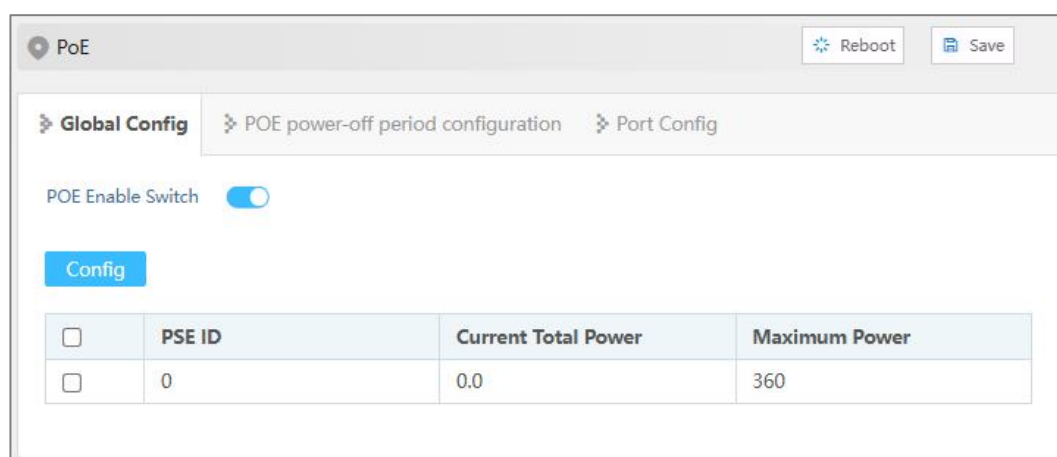 PoE Reboot Save
Global Config POE power-off period configuration Port Config
POE Enable Switch
Config
PSE ID Current Total Power Maximum Power
0 0.0 360